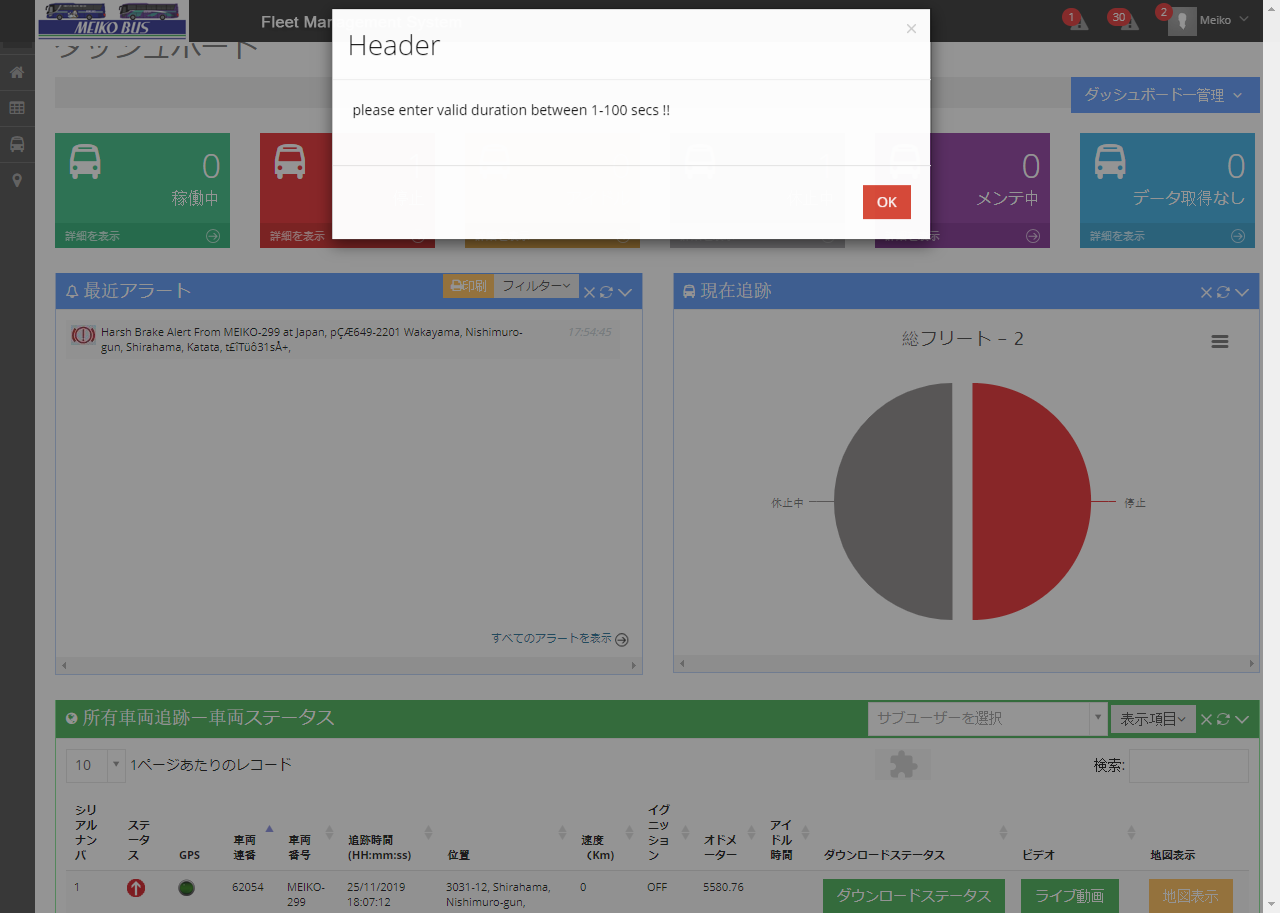 MEIKO BUS
Fleet Man
1
30
2
Meiko
ダッシュボード
Header
×
please enter valid duration between 1-100 secs !!
OK
ダッシュボードー管理
0
稼働中
詳細を表示
詳細を表示
0
メンテ中
0
データ取得なし
詳細を表示
最近アラート
印刷
フィルター
Harsh Brake Alert From MEIKO-299 at Japan, pÇÆ649-2201 Wakayama, Nishimuro-
gun, Shirahama, Katata, t£ÎTüô31sÅ+,
17:54:45
すべてのアラートを表示
現在追跡
総フリート – 2
休止中
停止
所有車両追跡ー車両ステータス
サブユーザーを選択
表示項目
10
1ページあたりのレコード
検索:
シリアルナンバ
ステータス
GPS
車両連番
車両番号
追跡時間 (HH:mm:ss)
位置
速度 (Km)
イグニッション
オドメーター
アイドル時間
ダウンロードステータス
ビデオ
地図表示
1
62054
MEIKO-299
25/11/2019 18:07:12
3031-12, Shirahama, Nishimuro-gun,
0
OFF
5580.76
ダウンロードステータス
ライブ動画
地図表示